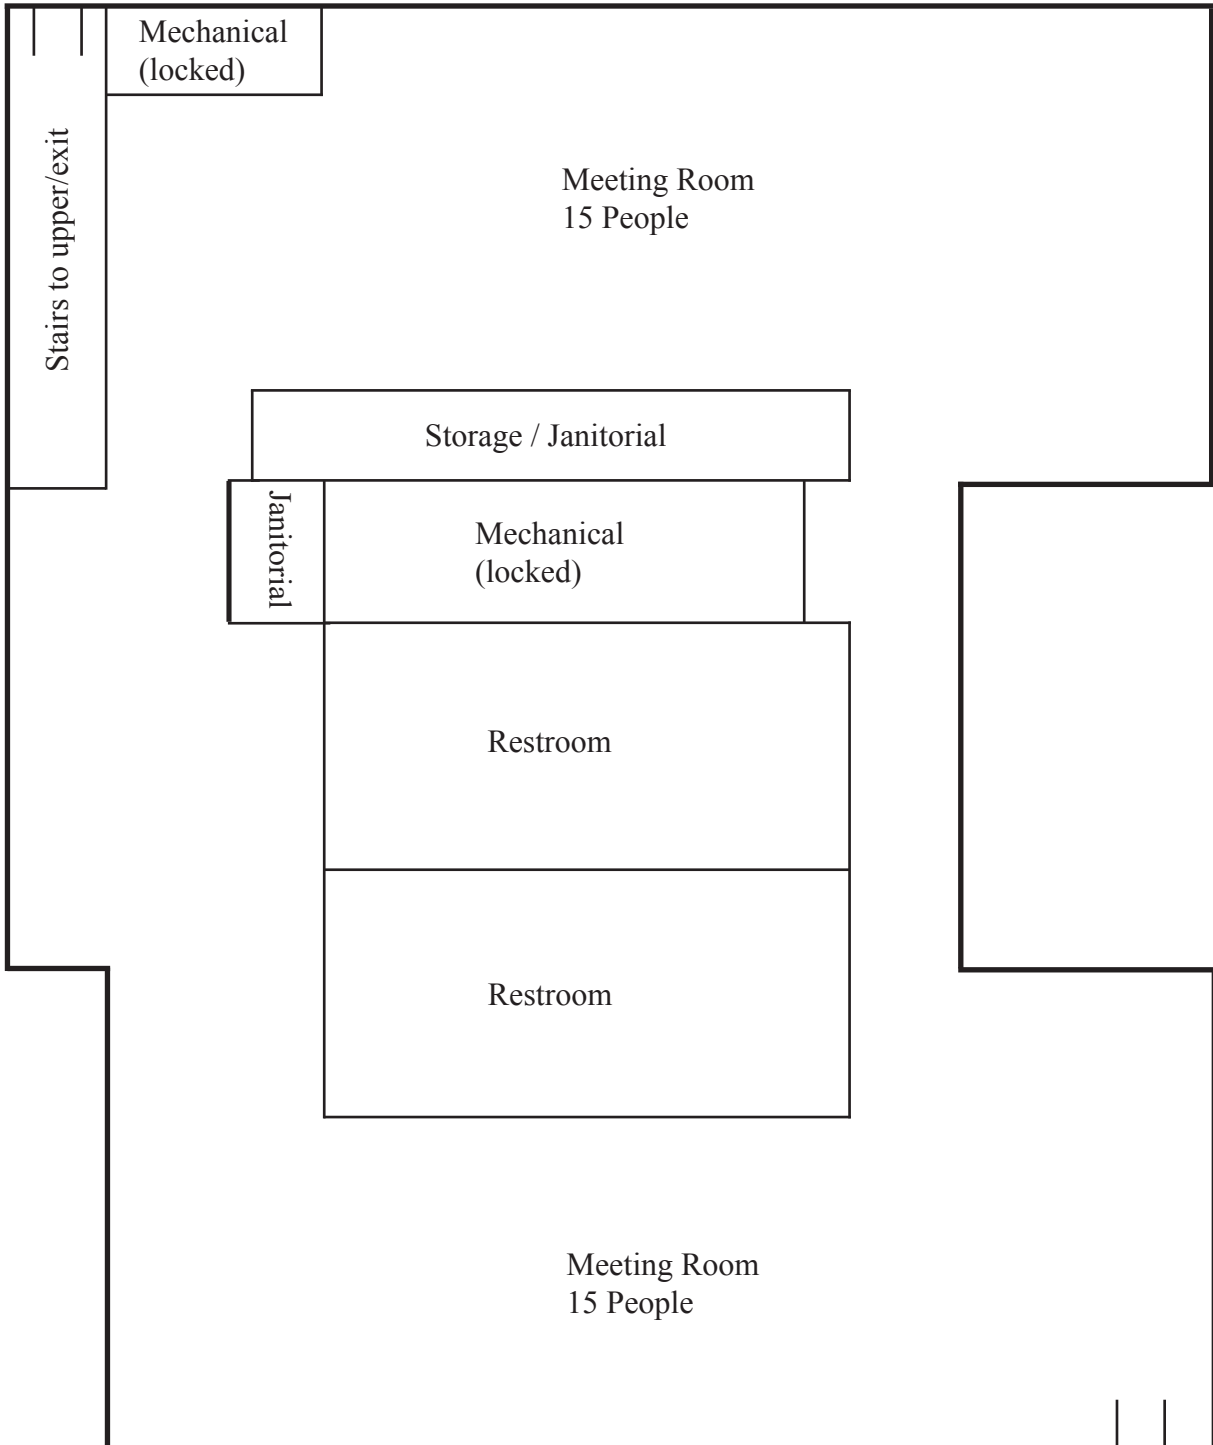 Mechanical
(locked)
Stairs to upper/exit
Meeting Room
15 People
Storage / Janitorial
Janitorial
Mechanical
(locked)
Restroom
Restroom
Meeting Room
15 People